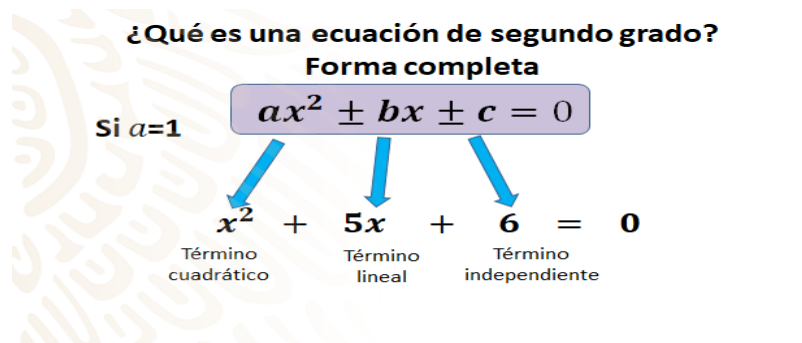 ¿Qué es una ecuación de segundo grado?
Forma completa
Si a=1
ax² ± bx ± c = 0
x² + 5x + 6 = 0
Término cuadrático
Término lineal
Término independiente